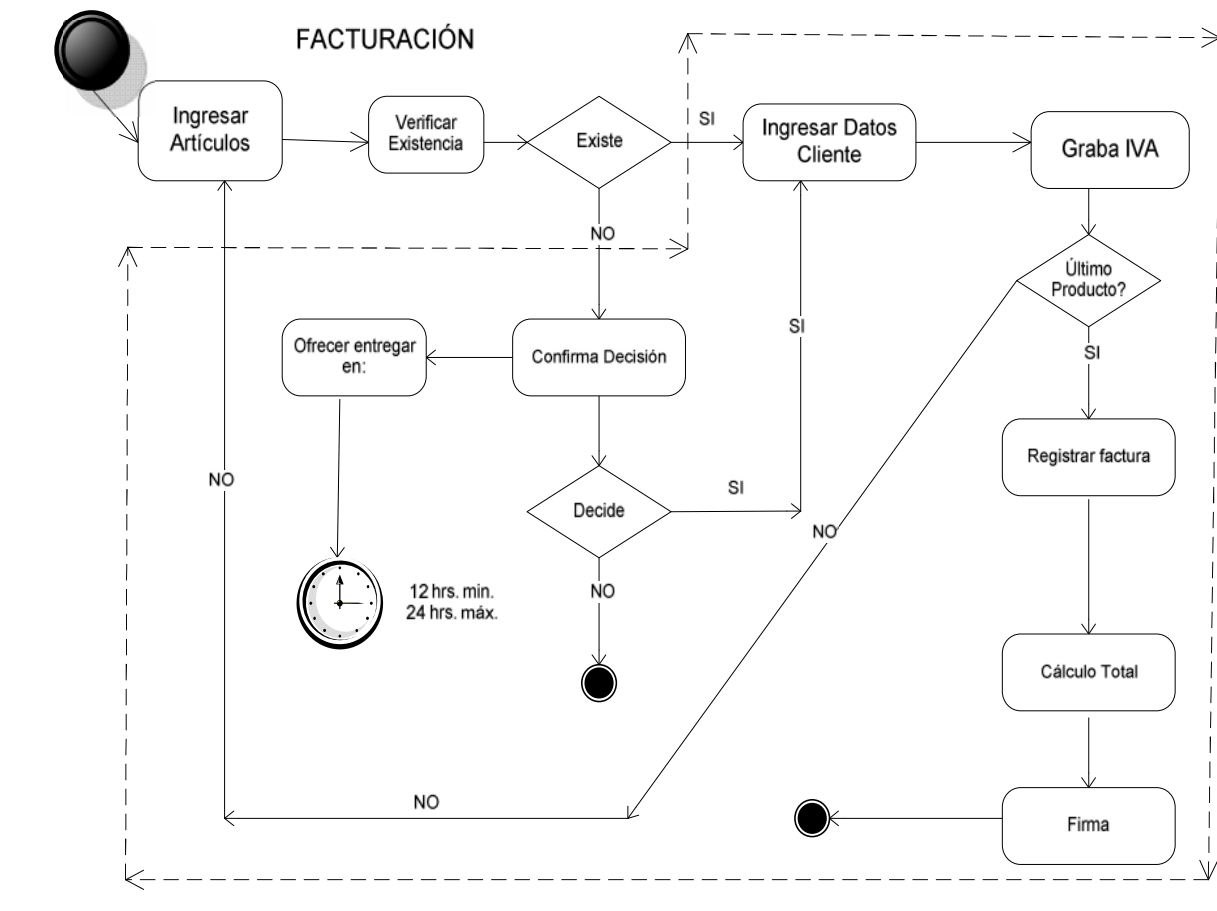 FACTURACIÓN
Ingresar
Artículos
Verificar
Existencia
Existe
SI
Ingresar Datos
Cliente
Graba IVA
NO
Último
Producto?
SI
Ofrecer entregar
en:
Confirma Decisión
SI
Registrar factura
NO
SI
Decide
NO
12 hrs. min.
24 hrs. máx.
NO
Cálculo Total
NO
Firma